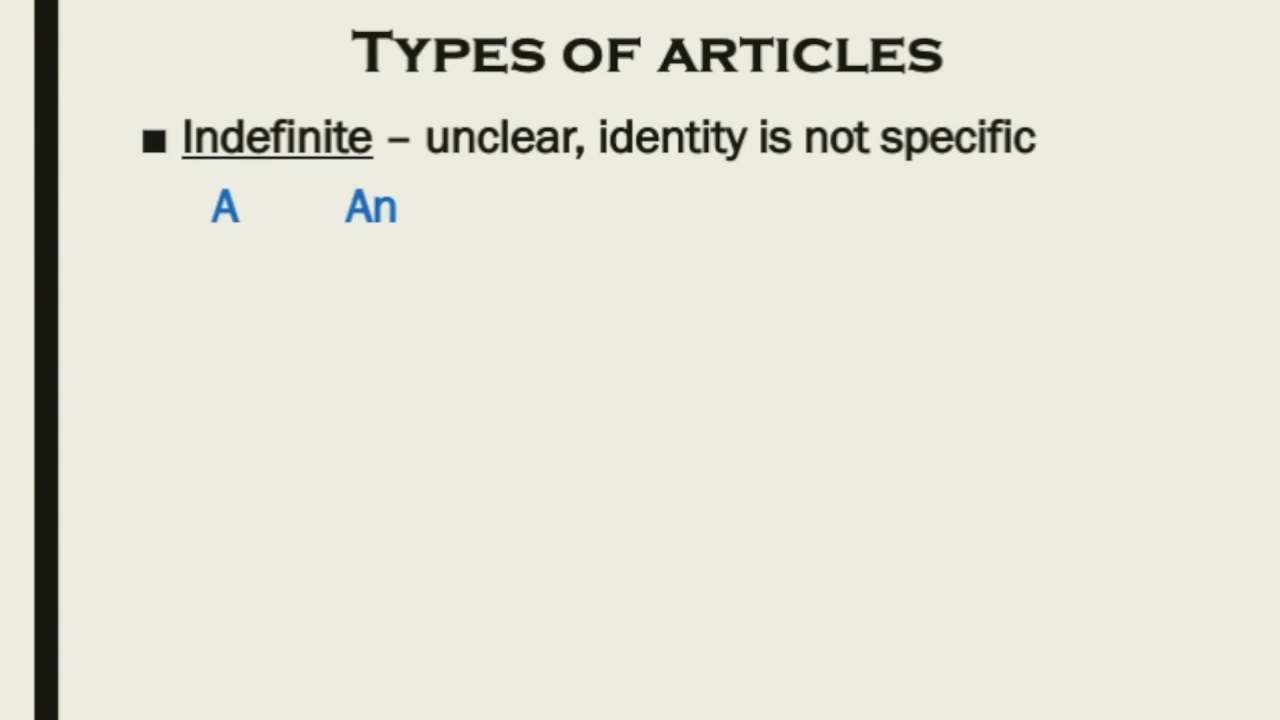 Types of articles
▪ Indefinite – unclear, identity is not specific
A An